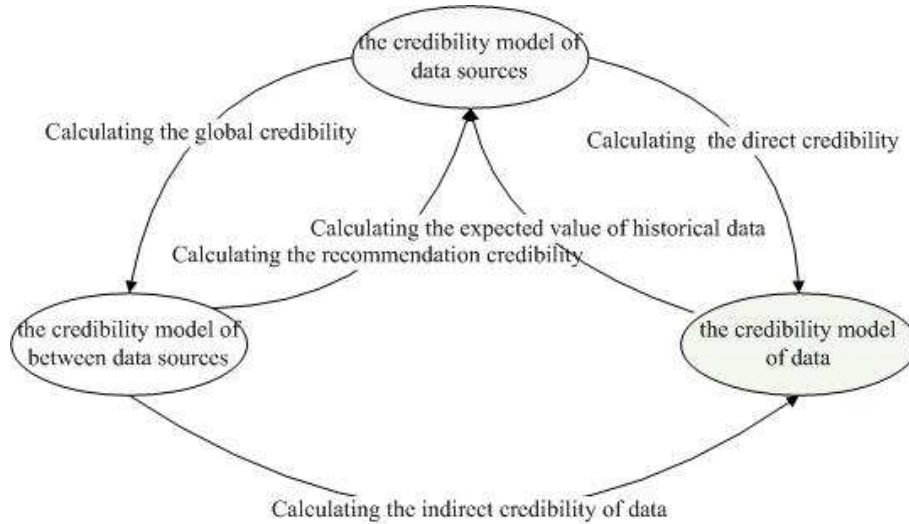 the credibility model of
data sources
Calculating the global credibility
Calculating  the direct credibility
Calculating the expected value of historical data
Calculating the recommendation credibility
the credibility model of
between data sources
the credibility model
of data
Calculating the indirect credibility of data